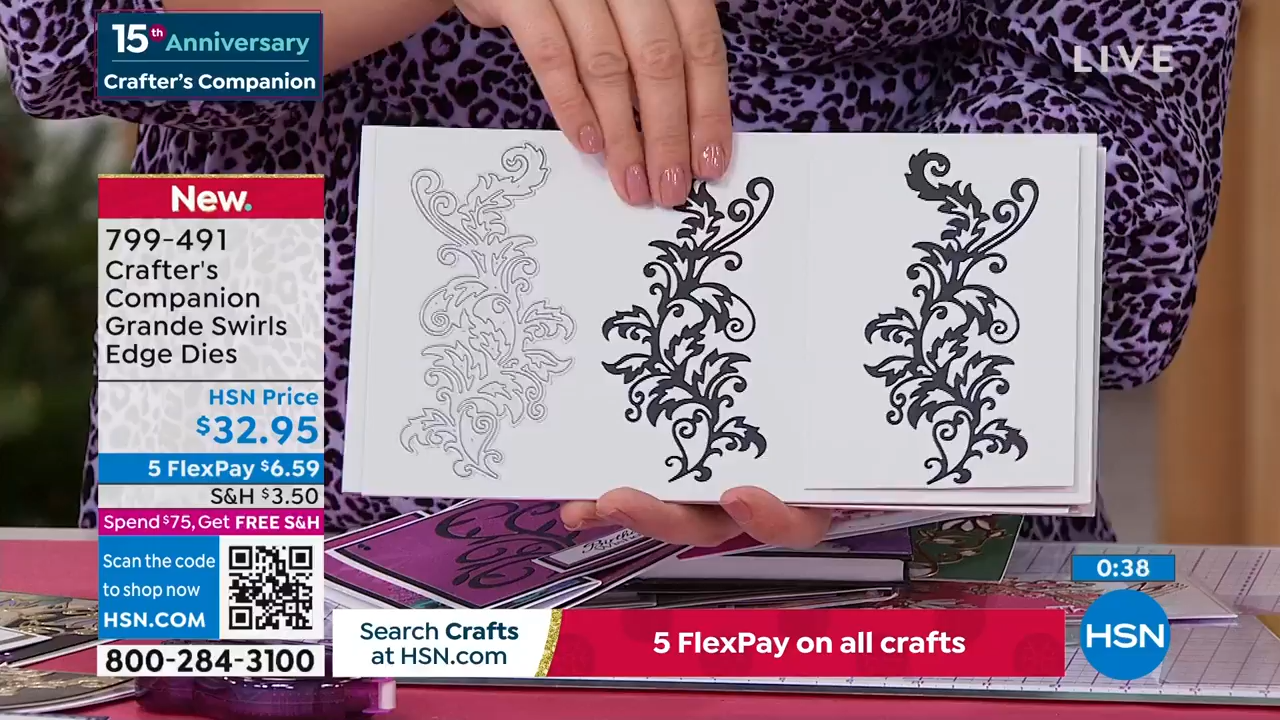 15th Anniversary
Crafter's Companion
LIVE
New.
799-491
Crafter's
Companion
Grande Swirls
Edge Dies
HSN Price
$32.95
5 FlexPay $6.59
S&H $3.50
Spend $75, Get FREE S&H
Scan the code
to shop now
HSN.COM
800-284-3100
Search Crafts
at HSN.com
5 FlexPay on all crafts
0:38
HSN